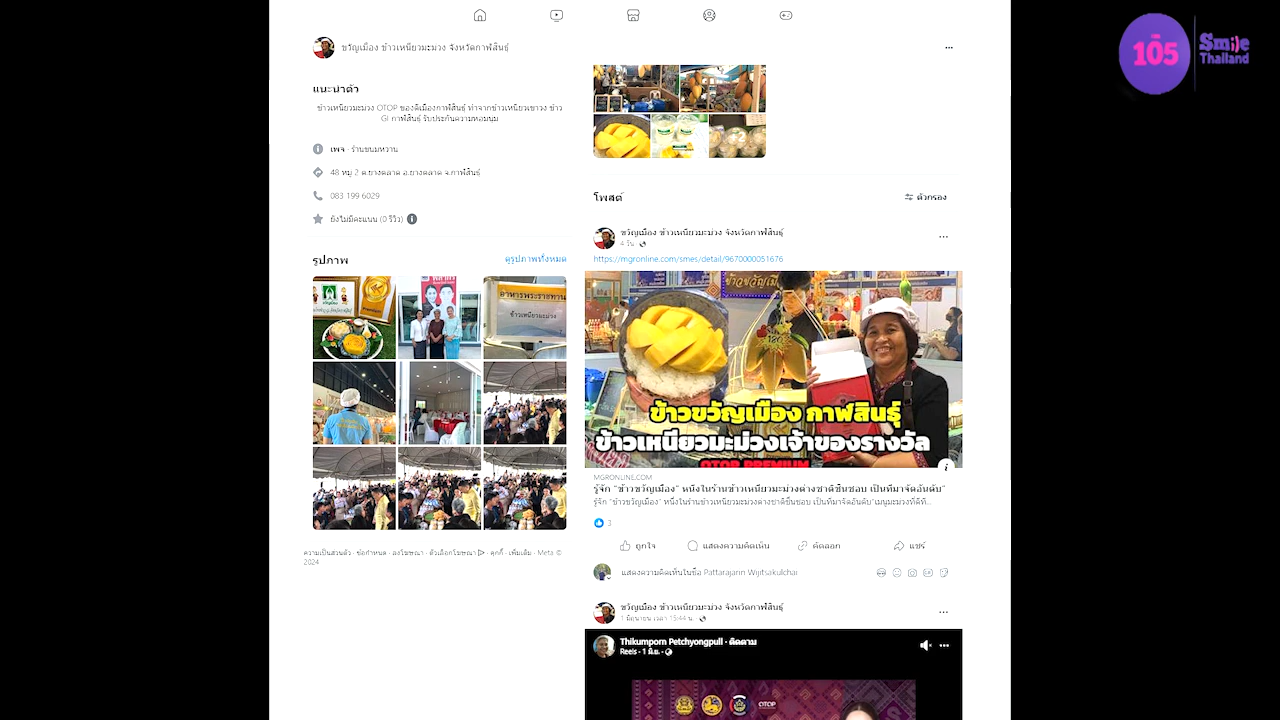 105
Smile
Thailand
ขวัญเมือง ข้าวเหนียวมะม่วง จังหวัดกาฬสินธุ์
แนะนำตัว
ข้าวเหนียวมะม่วง OTOP ของดีเมืองกาฬสินธุ์ ทำจากข้าวเหนียวเขาวง ข้าว
GI กาฬสินธุ์ รับประกันความหอมนุ่ม
เพจ · ร้านขนมหวาน
48 หมู่ 2 ต.ยางตลาด อ.ยางตลาด จ.กาฬสินธุ์
083 199 6029
ยังไม่มีคะแนน (0 รีวิว)
รูปภาพ
ดูรูปภาพทั้งหมด
อาหารพระราชทาน
ข้าวเหนียวมะม่วง
ความเป็นส่วนตัว · ข้อกำหนด · ลงโฆษณา · ตัวเลือกโฆษณา · คุกกี้ · เพิ่มเติม · Meta ©
2024
โพสต์
ตัวกรอง
ขวัญเมือง ข้าวเหนียวมะม่วง จังหวัดกาฬสินธุ์
4 วัน ·
https://mgronline.com/smes/detail/9670000051676
ข้าวขวัญเมือง กาฬสินธุ์
ข้าวเหนียวมะม่วงเจ้าของรางวัล
OTOP PREMIUM
MGRONLINE.COM
รู้จัก "ข้าวขวัญเมือง" หนึ่งในร้านข้าวเหนียวมะม่วงต่างชาติชื่นชอบ เป็นที่มาจัดอันดับ"
รู้จัก "ข้าวขวัญเมือง" หนึ่งในร้านข้าวเหนียวมะม่วงต่างชาติชื่นชอบ เป็นที่มาจัดอันดับ"เมนูมะม่วงที่ดีที่...
3
ถูกใจ
แสดงความคิดเห็น
คัดลอก
แชร์
แสดงความคิดเห็นในชื่อ Pattarajarin Wijitsakulchai
ขวัญเมือง ข้าวเหนียวมะม่วง จังหวัดกาฬสินธุ์
1 มิถุนายน เวลา 15:44 น. ·
Thikumporn Petchyongpull · ติดตาม
Reels · 1 มิ.ย. ·
OTOP